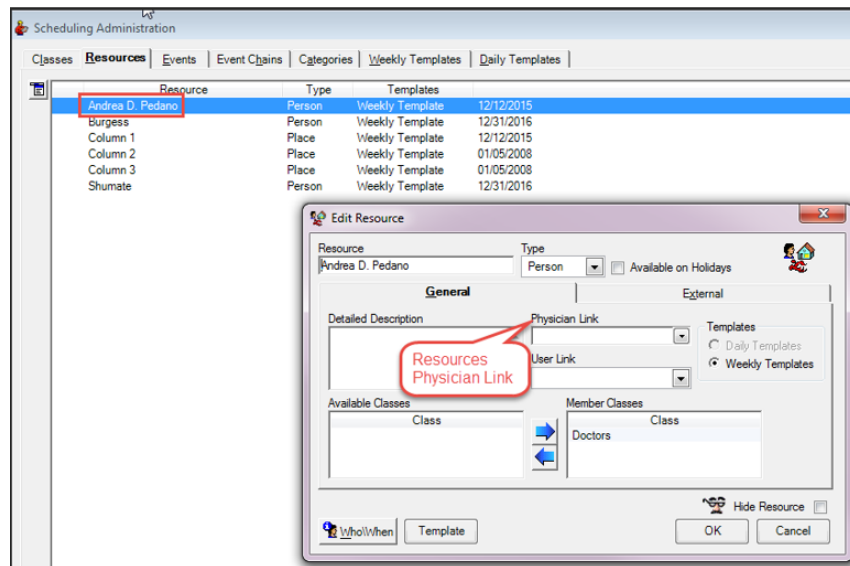 Scheduling Administration
Classes Resources Events Event Chains Categories Weekly Templates Daily Templates
Resource Type Templates
Andrea D. Pedano Person Weekly Template 12/12/2015
Burgess Person Weekly Template 12/31/2016
Column 1 Place Weekly Template 12/12/2015
Column 2 Place Weekly Template 01/05/2008
Column 3 Place Weekly Template 01/05/2008
Shumate Person Weekly Template 12/31/2016
Edit Resource
X
Resource Type
Andrea D. Pedano Person Available on Holidays
General External
Detailed Description Physician Link Templates
Daily Templates
Resources User Link Weekly Templates
Physician Link
Available Classes Member Classes
Class Class
Doctors
Hide Resource
Who\When Template OK Cancel